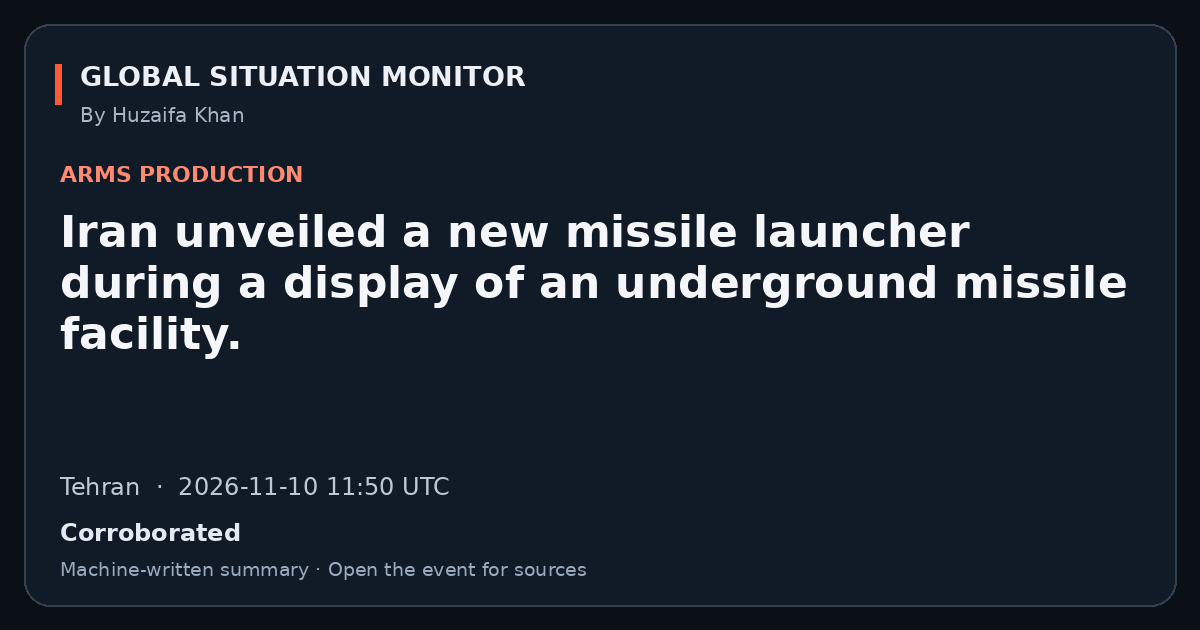 GLOBAL SITUATION MONITOR
By Huzaifa Khan
ARMS PRODUCTION
Iran unveiled a new missile launcher
during a display of an underground missile
facility.
Tehran · 2026-11-10 11:50 UTC
Corroborated
Machine-written summary · Open the event for sources